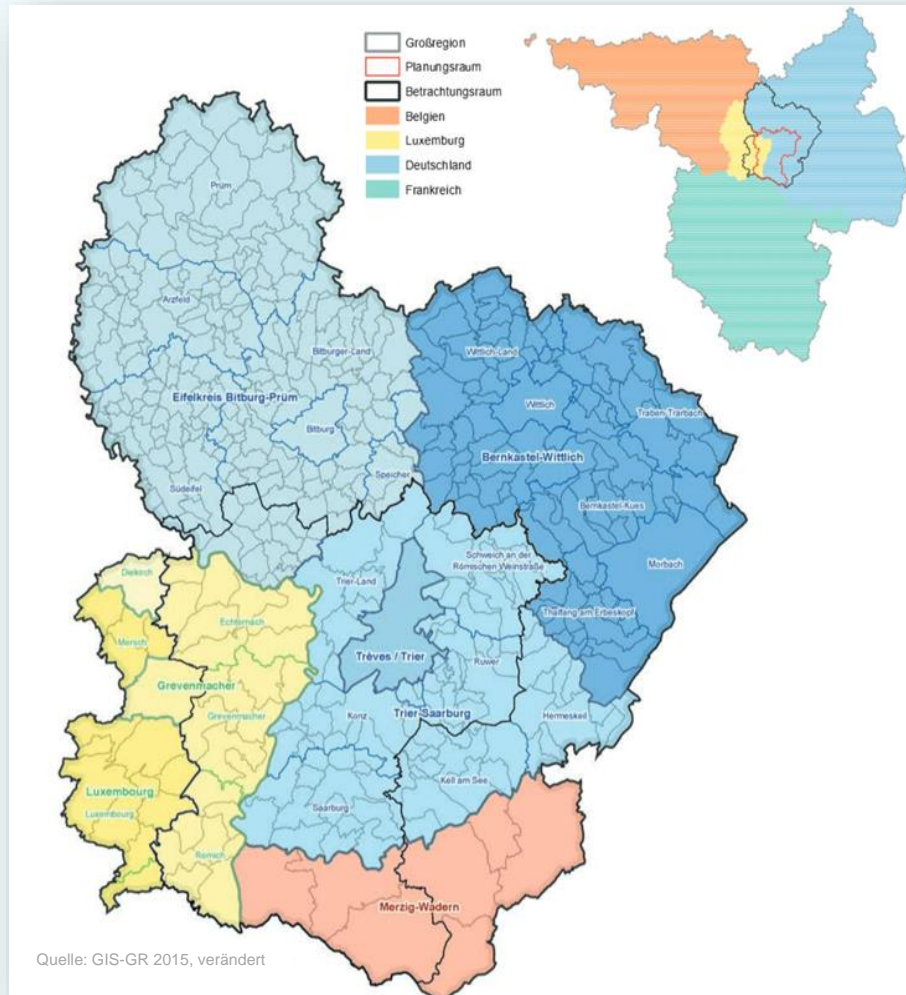 Großregion
Planungsraum
Betrachtungsraum
Belgien
Luxemburg
Deutschland
Frankreich
Prüm
Arzfeld
Bitburger-Land
Wittlich-Land
Eifelkreis Bitburg-Prüm
Wittlich
Traben-Trarbach
Bitburg
Bernkastel-Wittlich
Speicher
Südeifel
Bernkastel-Kues
Schweich an der
Römischen Weinstraße
Morbach
Diekirch
Trier-Land
Echternach
Thalfang am Erbeskopf
Mersch
Trèves / Trier
Ruwer
Grevenmacher
Grevenmacher
Konz
Trier-Saarburg
Hermeskeil
Kell am See
Luxembourg
Luxembourg
Saarburg
Remich
Merzig-Wadern
Quelle: GIS-GR 2015, verändert